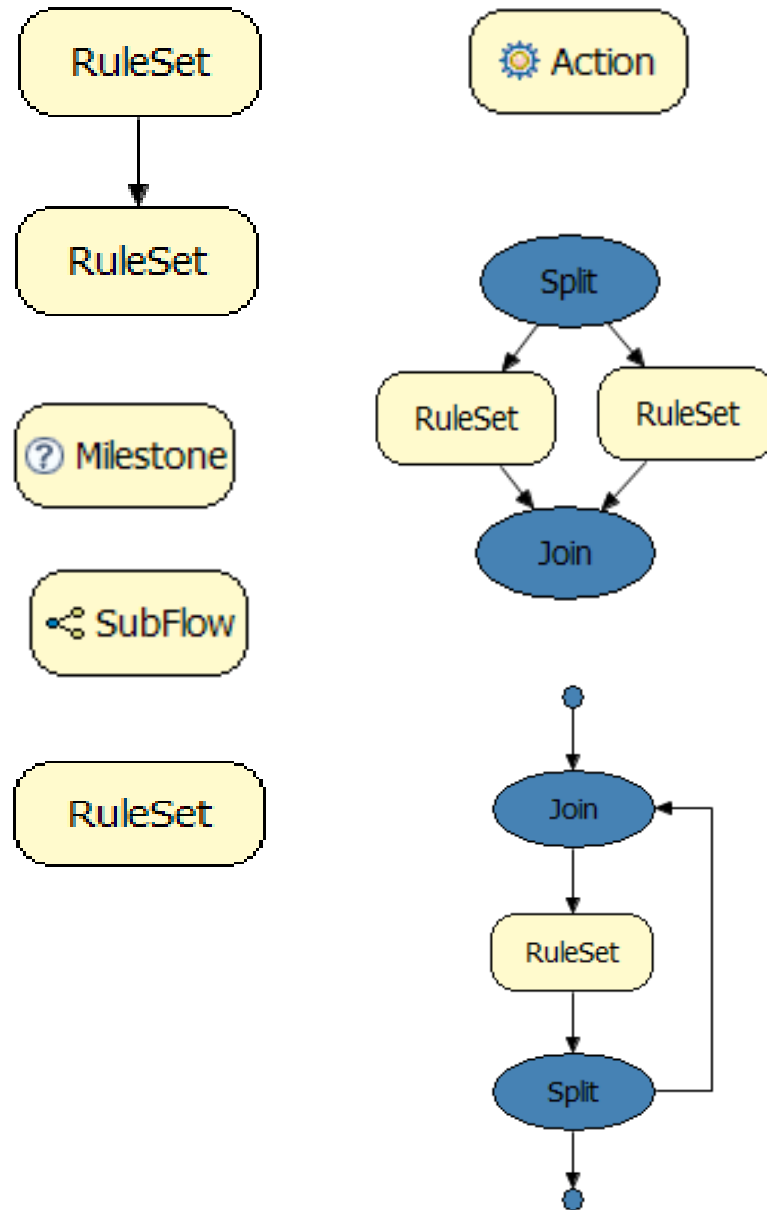 RuleSet
RuleSet
? Milestone
SubFlow
RuleSet
Action
Split
RuleSet RuleSet
Join
Join
RuleSet
Split